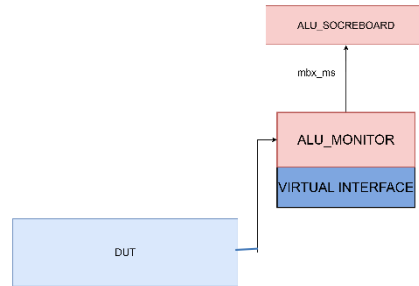 ALU_SOCREBOARD
mbx_ms
ALU_MONITOR
VIRTUAL INTERFACE
DUT